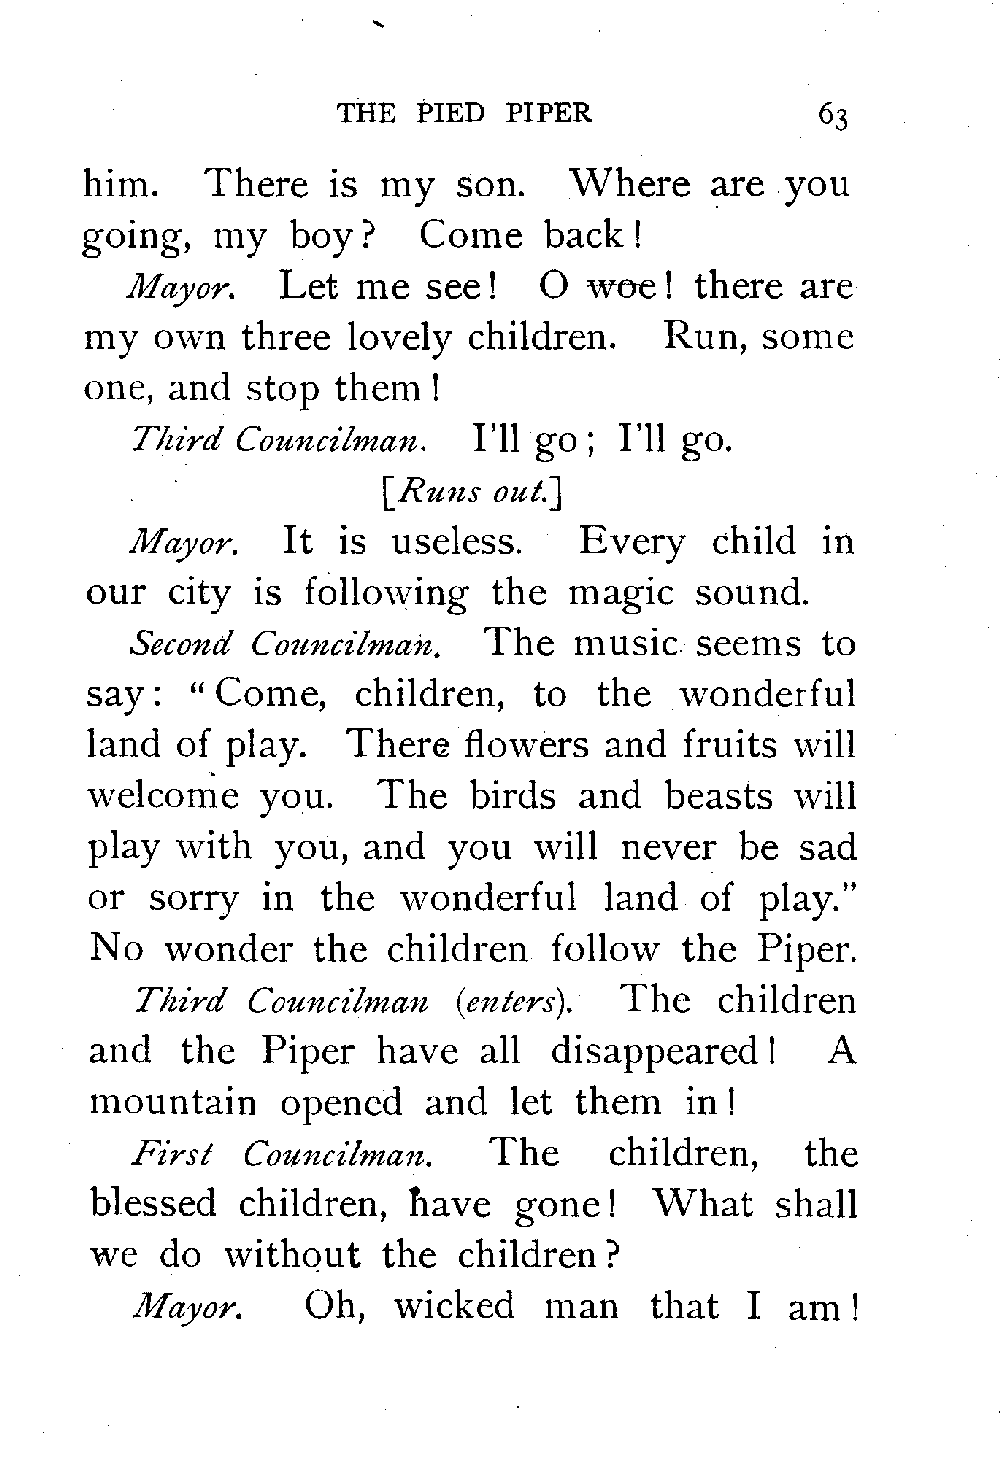 THE PIED PIPER 63
him. There is my son. Where are you
going, my boy? Come back!
Mayor. Let me see! O woe! there are
my own three lovely children. Run, some
one, and stop them!
Third Councilman. I'll go; I'll go.
[Runs out.]
Mayor. It is useless. Every child in
our city is following the magic sound.
Second Councilman. The music seems to
say: "Come, children, to the wonderful
land of play. There flowers and fruits will
welcome you. The birds and beasts will
play with you, and you will never be sad
or sorry in the wonderful land of play."
No wonder the children follow the Piper.
Third Councilman (enters). The children
and the Piper have all disappeared! A
mountain opened and let them in!
First Councilman. The children, the
blessed children, have gone! What shall
we do without the children?
Mayor. Oh, wicked man that I am!